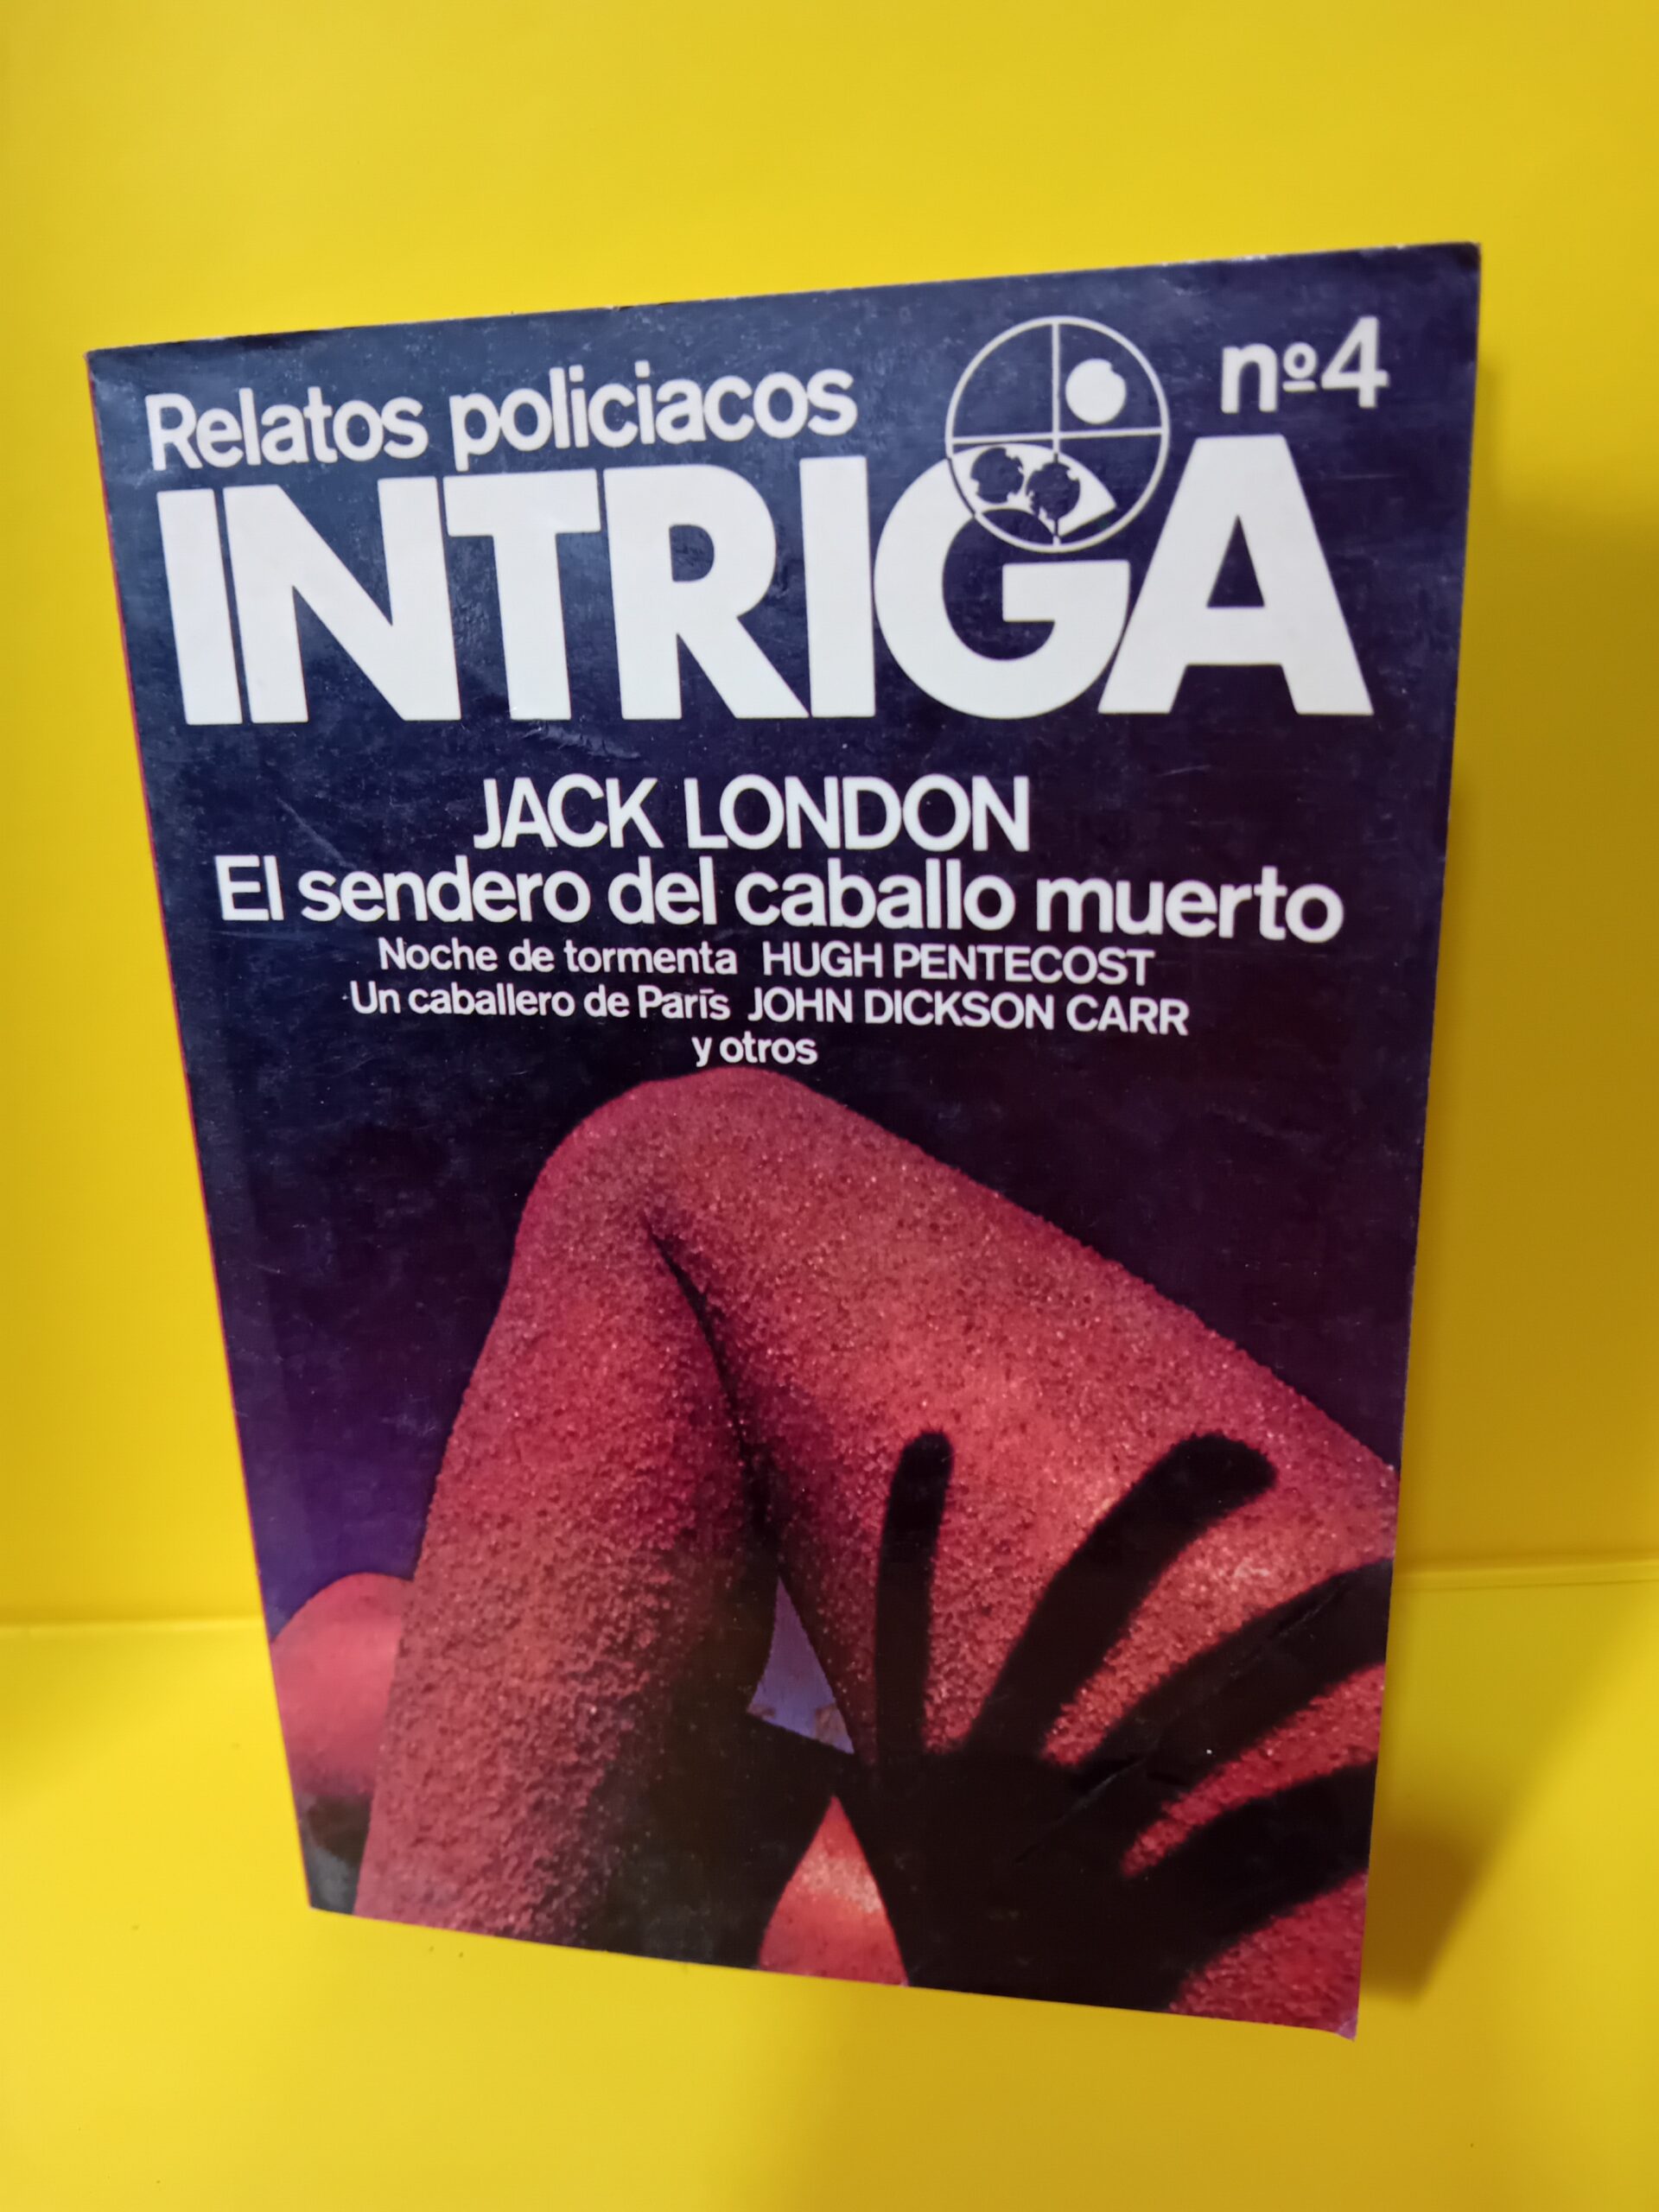 Relatos policiacos
nº4
INTRIGA
JACK LONDON
El sendero del caballo muerto
Noche de tormenta HUGH PENTECOST
Un caballero de París JOHN DICKSON CARR
y otros